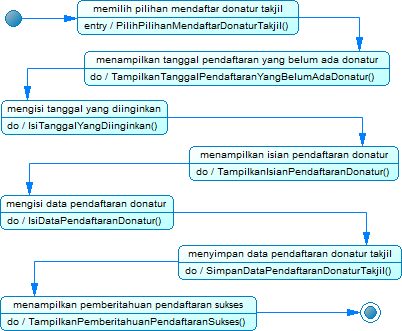 memilih pilihan mendaftar donatur takjil
entry / PilihPilihanMendaftarDonaturTakjil()
menampilkan tanggal pendaftaran yang belum ada donatur
do / TampilkanTanggalPendaftaranYangBelumAdaDonatur()
mengisi tanggal yang diinginkan
do / IsiTanggalYangDiinginkan()
menampilkan isian pendaftaran donatur
do / TampilkanIsianPendaftaranDonatur()
mengisi data pendaftaran donatur
do / IsiDataPendaftaranDonatur()
menyimpan data pendaftaran donatur takjil
do / SimpanDataPendaftaranDonaturTakjil()
menampilkan pemberitahuan pendaftaran sukses
do / TampilkanPemberitahuanPendaftaranSukses()